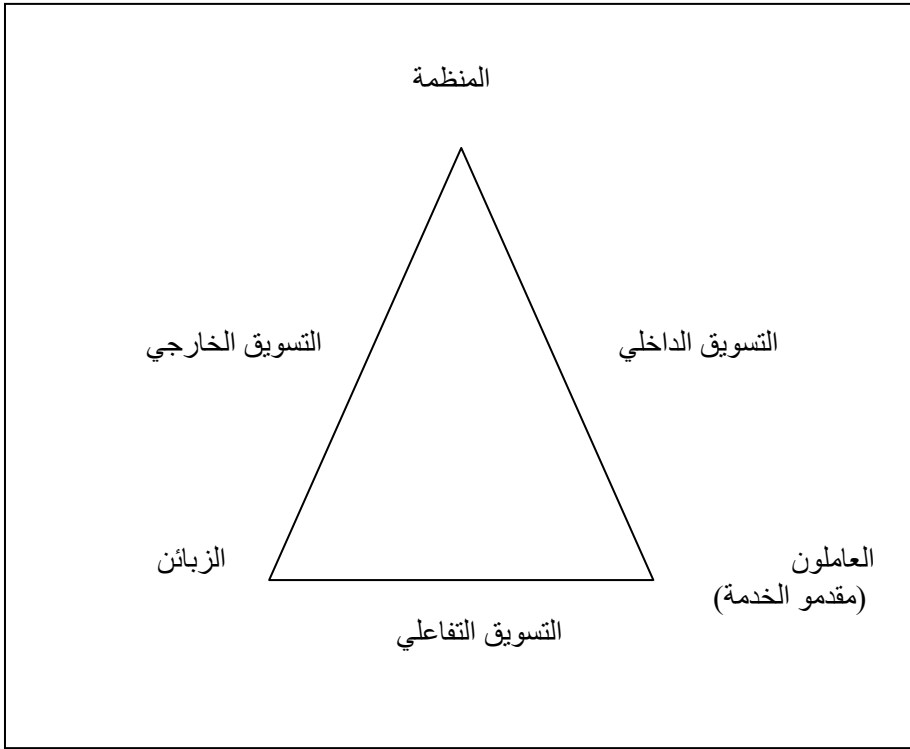 المنظمة
التسويق الداخلي
التسويق الخارجي
العاملون
(مقدمو الخدمة)
الزبائن
التسويق التفاعلي